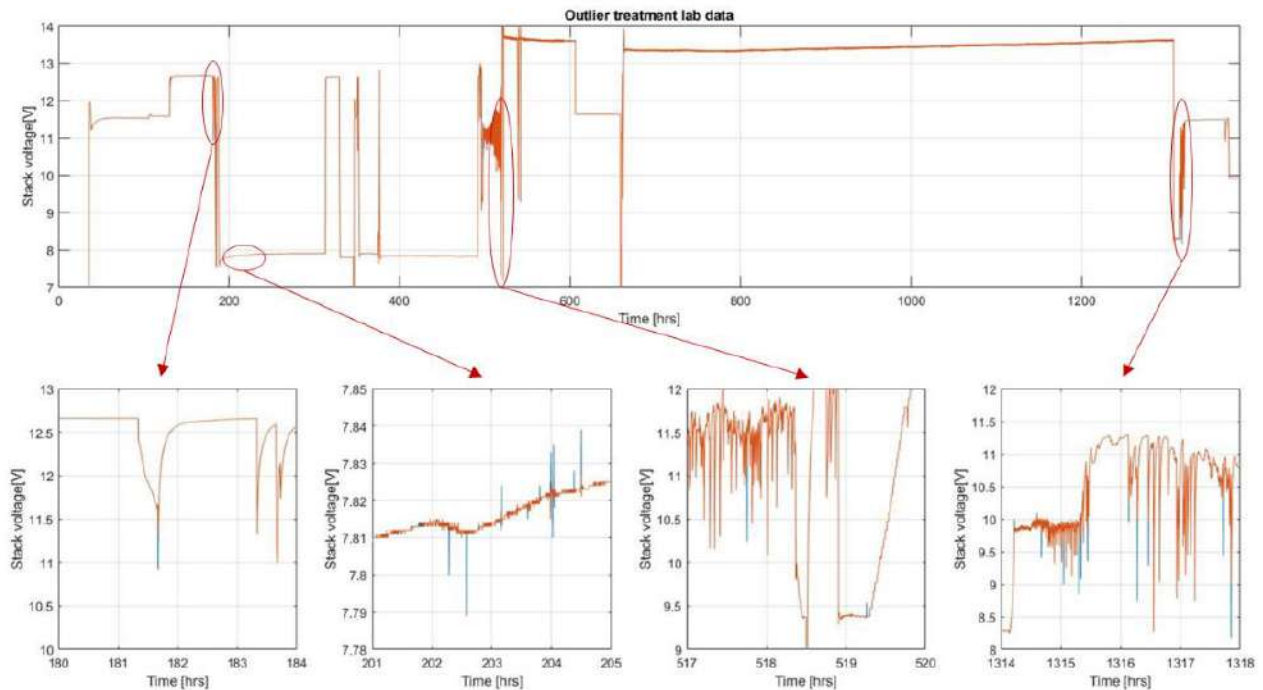 Outlier treatment lab data
14
13
12
11
10
9
8
7
Stack voltage[V]
0 200 400 600 800 1000 1200
Time [hrs]
13
12.5
12
11.5
11
10.5
10
Stack voltage[V]
180 181 182 183 184
Time [hrs]
7.85
7.84
7.83
7.82
7.81
7.8
7.79
7.78
Stack voltage[V]
201 202 203 204 205
Time [hrs]
12
11.5
11
10.5
10
9.5
9
Stack voltage[V]
517 518 519 520
Time [hrs]
12
11.5
11
10.5
10
9.5
9
8.5
8
Stack voltage[V]
1314 1315 1316 1317 1318
Time [hrs]